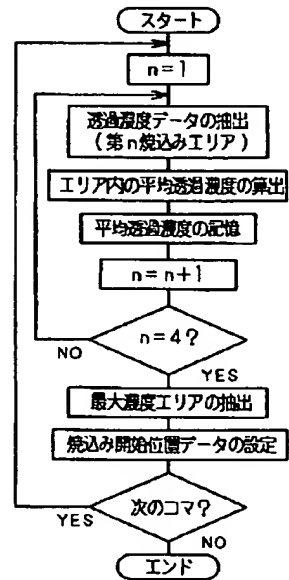 スタート
n=1
透過濃度データの抽出
(第n焼込みエリア)
エリア内の平均透過濃度の算出
平均透過濃度の記憶
n=n+1
n=4?
NO
YES
最大濃度エリアの抽出
焼込み開始位置データの設定
次のコマ?
YES
NO
エンド